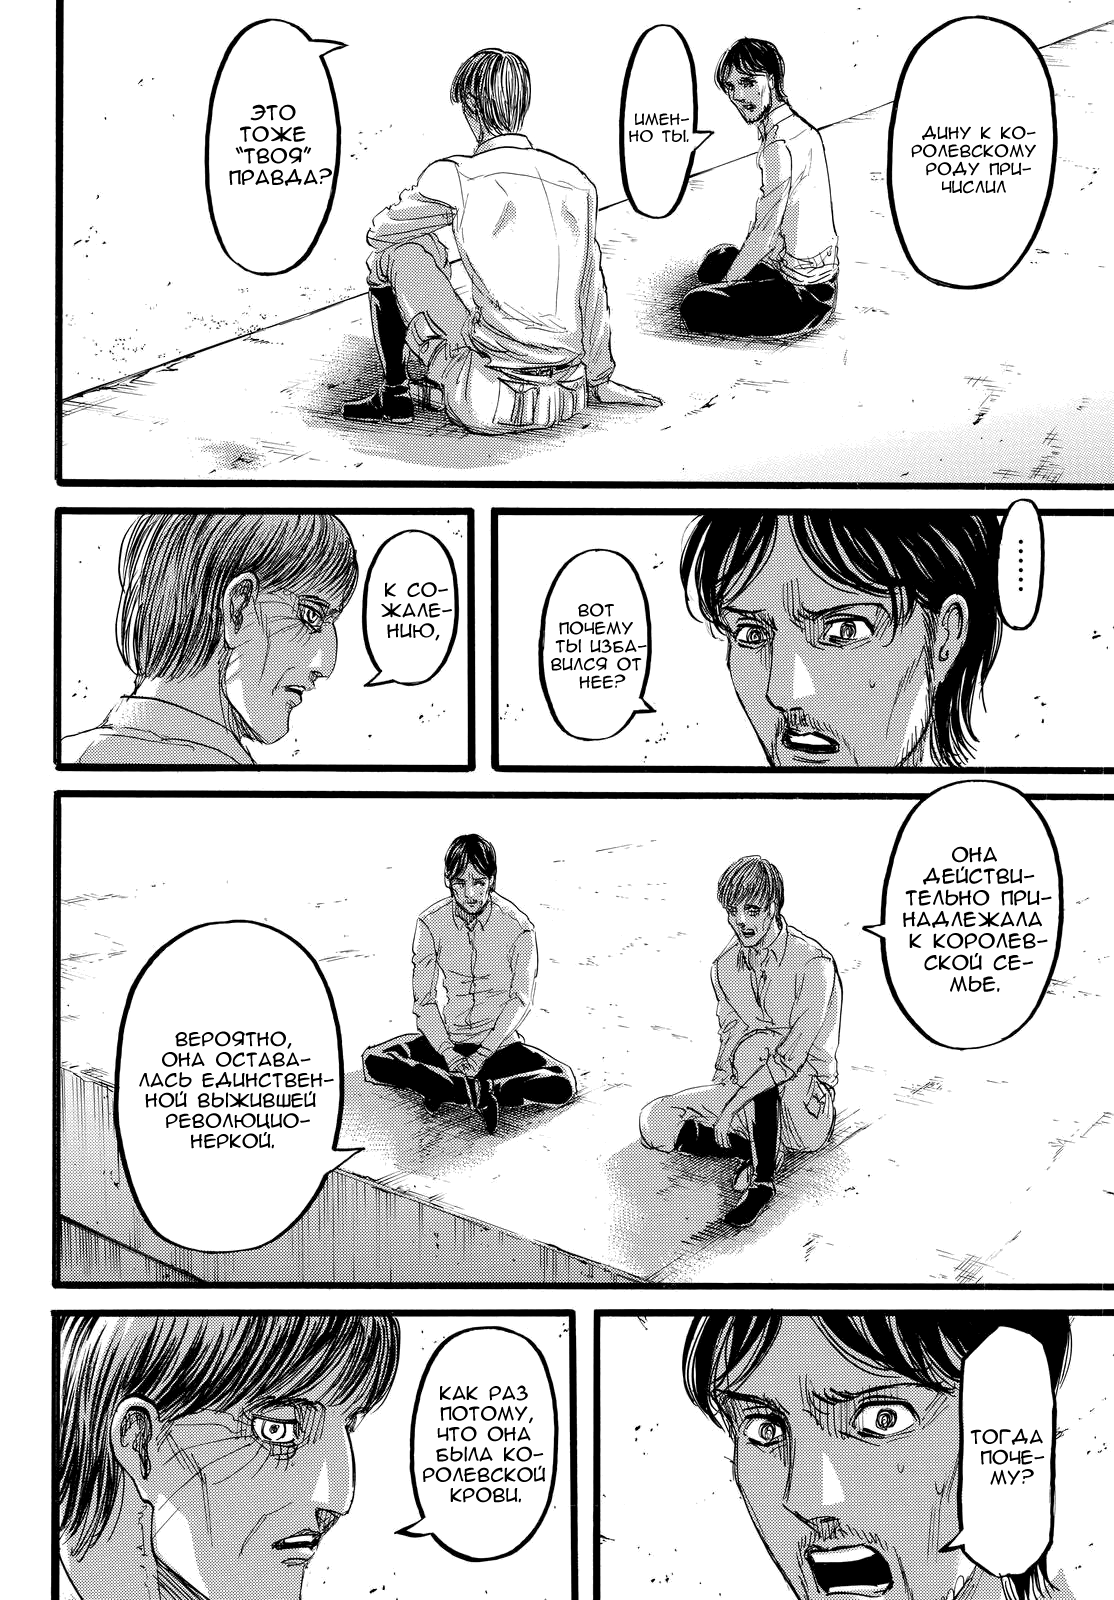 ДИНУ К КО-
РОЛЕВСКОМУ
РОДУ ПРИ-
ЧИСЛИЛ
ИМЕН-
НО ТЫ.
ЭТО
ТОЖЕ
"ТВОЯ"
ПРАВДА?
......
ВОТ
ПОЧЕМУ
ТЫ ИЗБА-
ВИЛСЯ ОТ
НЕЕ?
К СО-
ЖАЛЕ-
НИЮ,
ОНА
ДЕЙСТВИ-
ТЕЛЬНО ПРИ-
НАДЛЕЖАЛА
К КОРОЛЕВ-
СКОЙ СЕ-
МЬЕ.
ВЕРОЯТНО,
ОНА ОСТАВА-
ЛАСЬ ЕДИНСТВЕН-
НОЙ ВЫЖИВШЕЙ
РЕВОЛЮЦИО-
НЕРКОЙ.
ТОГДА
ПОЧЕ-
МУ?
КАК РАЗ
ПОТОМУ,
ЧТО ОНА
БЫЛА КО-
РОЛЕВСКОЙ
КРОВИ.